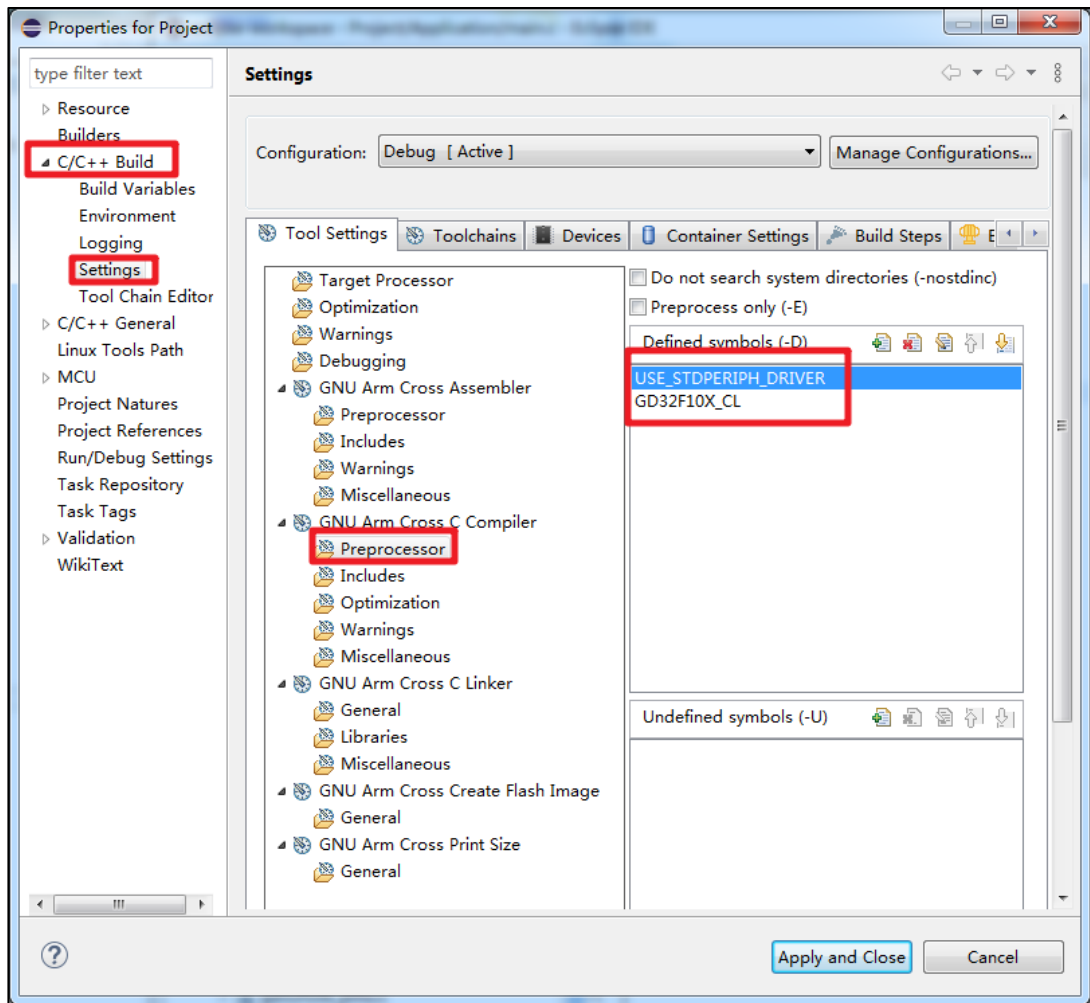 Properties for Project
type filter text
Settings
Resource
Builders
C/C++ Build
Build Variables
Environment
Logging
Settings
Tool Chain Editor
C/C++ General
Linux Tools Path
MCU
Project Natures
Project References
Run/Debug Settings
Task Repository
Task Tags
Validation
WikiText
Configuration: Debug [ Active ] Manage Configurations...
Tool Settings Toolchains Devices Container Settings Build Steps
Target Processor
Optimization
Warnings
Debugging
GNU Arm Cross Assembler
Preprocessor
Includes
Warnings
Miscellaneous
GNU Arm Cross C Compiler
Preprocessor
Includes
Optimization
Warnings
Miscellaneous
GNU Arm Cross C Linker
General
Libraries
Miscellaneous
GNU Arm Cross Create Flash Image
General
GNU Arm Cross Print Size
General
Do not search system directories (-nostdinc)
Preprocess only (-E)
Defined symbols (-D)
USE_STDPERIPH_DRIVER
GD32F10X_CL
Undefined symbols (-U)
Apply and Close Cancel